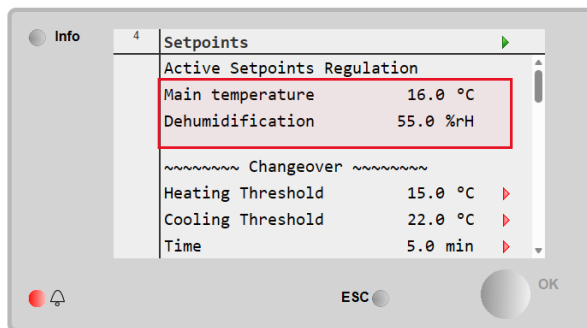 Info
4
Setpoints
Active Setpoints Regulation
Main temperature 16.0 °C
Dehumidification 55.0 %rH
~~~~~~~~ Changeover ~~~~~~~~
Heating Threshold 15.0 °C
Cooling Threshold 22.0 °C
Time 5.0 min
ESC
OK